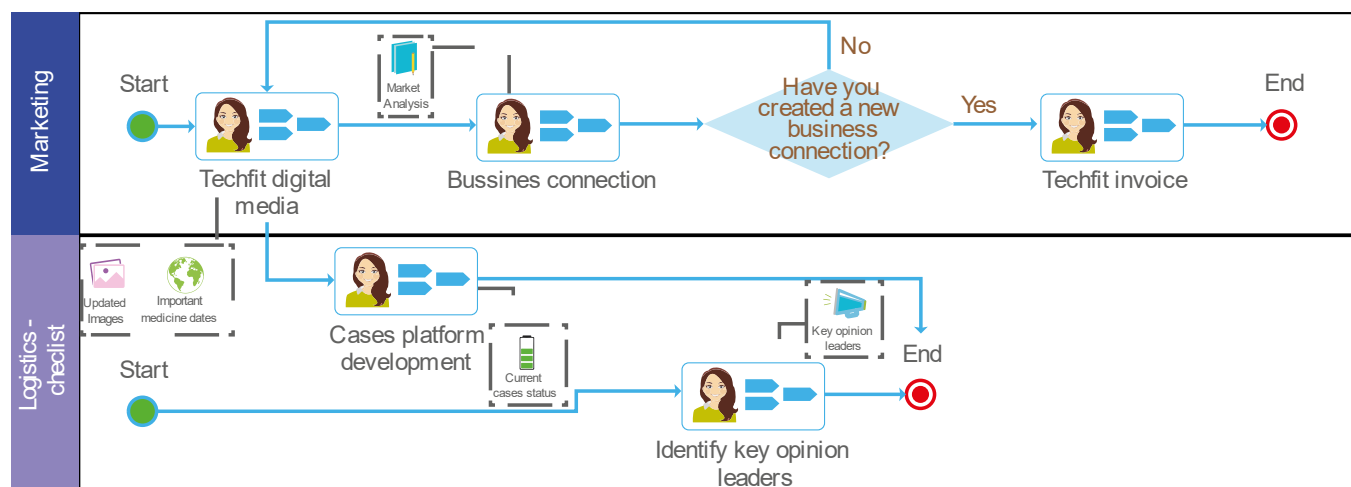 Marketing
Start
Techfit digital
media
Market
Analysis
Bussines connection
No
Have you
created a new
business
connection?
Yes
Techfit invoice
End
Logistics -
checlist
Updated
Images
Important
medicine dates
Cases platform
development
Current
cases status
Key opinion
leaders
Start
Identify key opinion
leaders
End